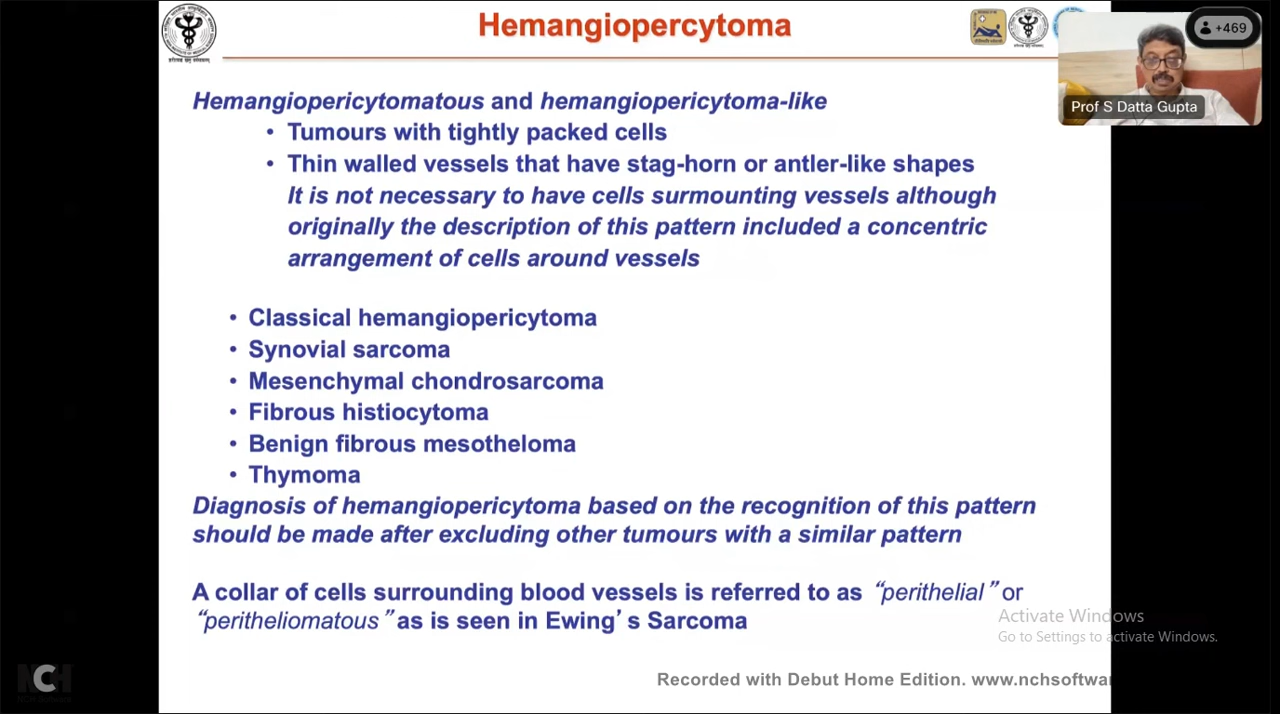 Hemangiopercytoma
+469
Prof S Datta Gupta
Hemangiopericytomatous and hemangiopericytoma-like
• Tumours with tightly packed cells
• Thin walled vessels that have stag-horn or antler-like shapes
It is not necessary to have cells surmounting vessels although
originally the description of this pattern included a concentric
arrangement of cells around vessels
• Classical hemangiopericytoma
• Synovial sarcoma
• Mesenchymal chondrosarcoma
• Fibrous histiocytoma
• Benign fibrous mesotheloma
• Thymoma
Diagnosis of hemangiopericytoma based on the recognition of this pattern
should be made after excluding other tumours with a similar pattern
A collar of cells surrounding blood vessels is referred to as “perithelial” or
“peritheliomatous” as is seen in Ewing’s Sarcoma
Activate Windows
Go to Settings to activate Windows.
NCH
Recorded with Debut Home Edition. www.nchsoftwar